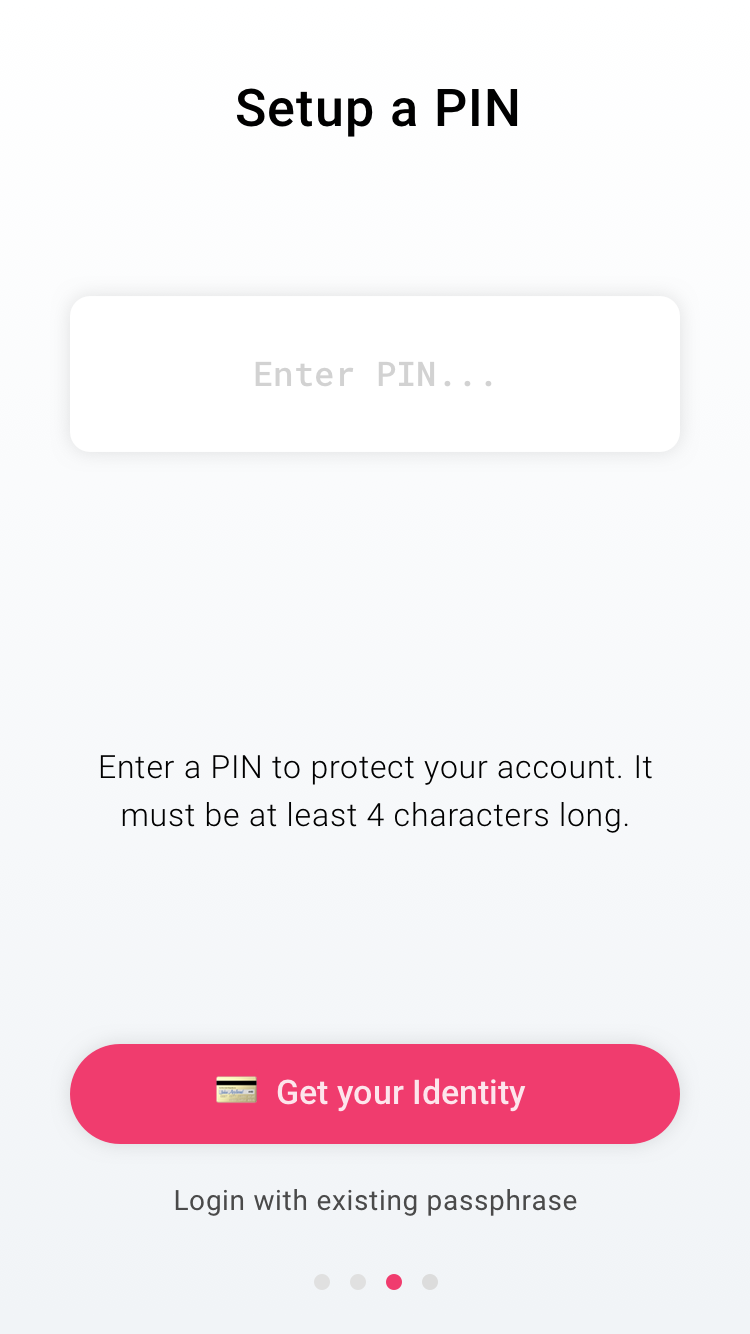 Setup a PIN
Enter PIN...
Enter a PIN to protect your account. It
must be at least 4 characters long.
Get your Identity
Login with existing passphrase